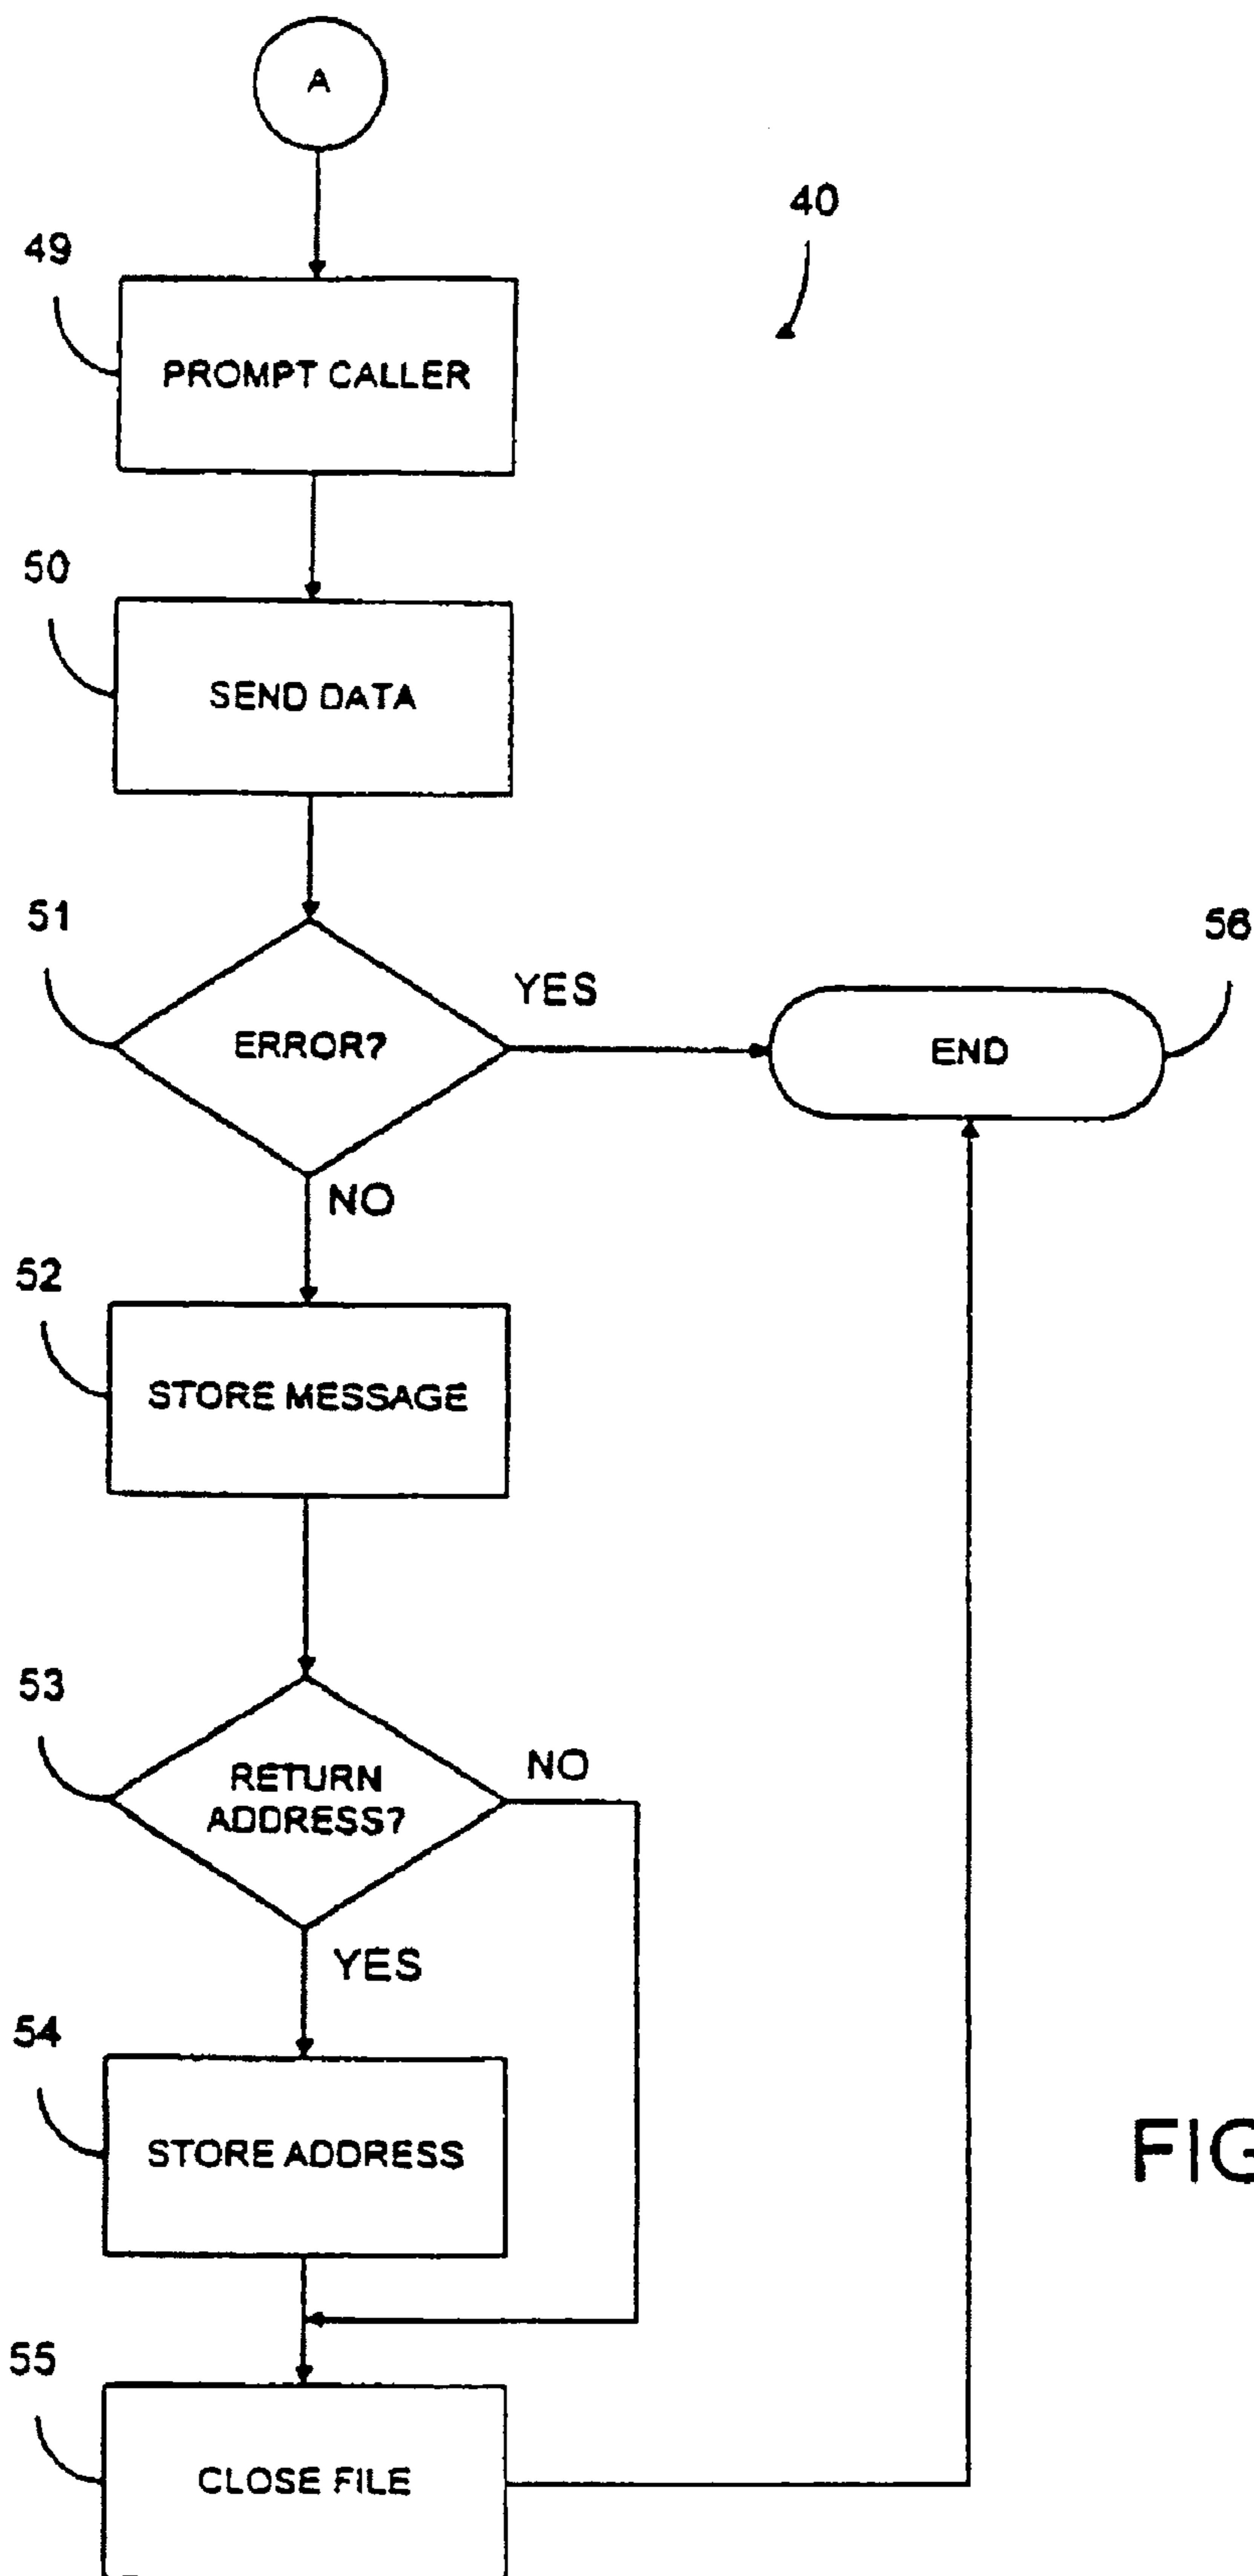 A
40
49
PROMPT CALLER
50
SEND DATA
51
ERROR?
YES
56
END
NO
52
STORE MESSAGE
53
RETURN
ADDRESS?
NO
YES
54
STORE ADDRESS
FIG
55
CLOSE FILE